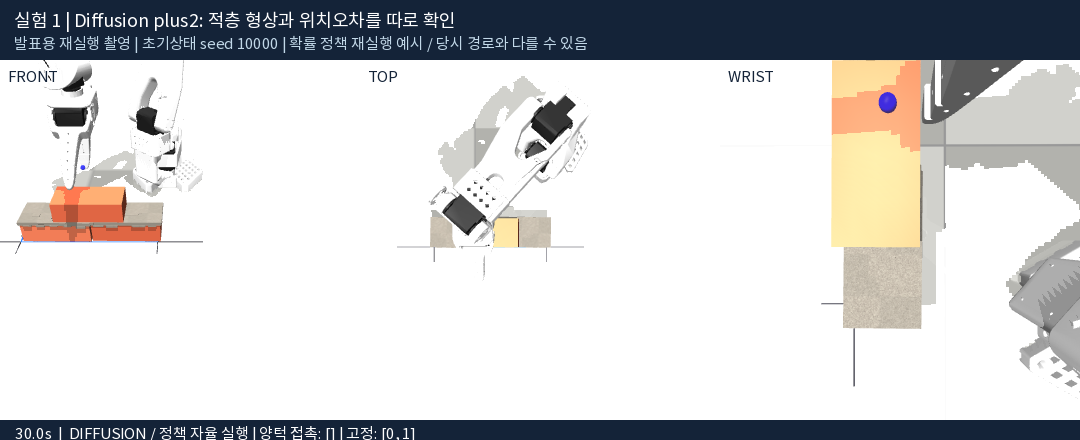 실험 1 | Diffusion plus2: 적층 형상과 위치오차를 따로 확인
발표용 재실행 촬영 | 초기상태 seed 10000 | 확률 정책 재실행 예시 / 당시 경로와 다를 수 있음
FRONT
TOP
WRIST
30.0s | DIFFUSION / 정책 자율 실행 | 양턱 접촉: [] | 고정: [0,1]